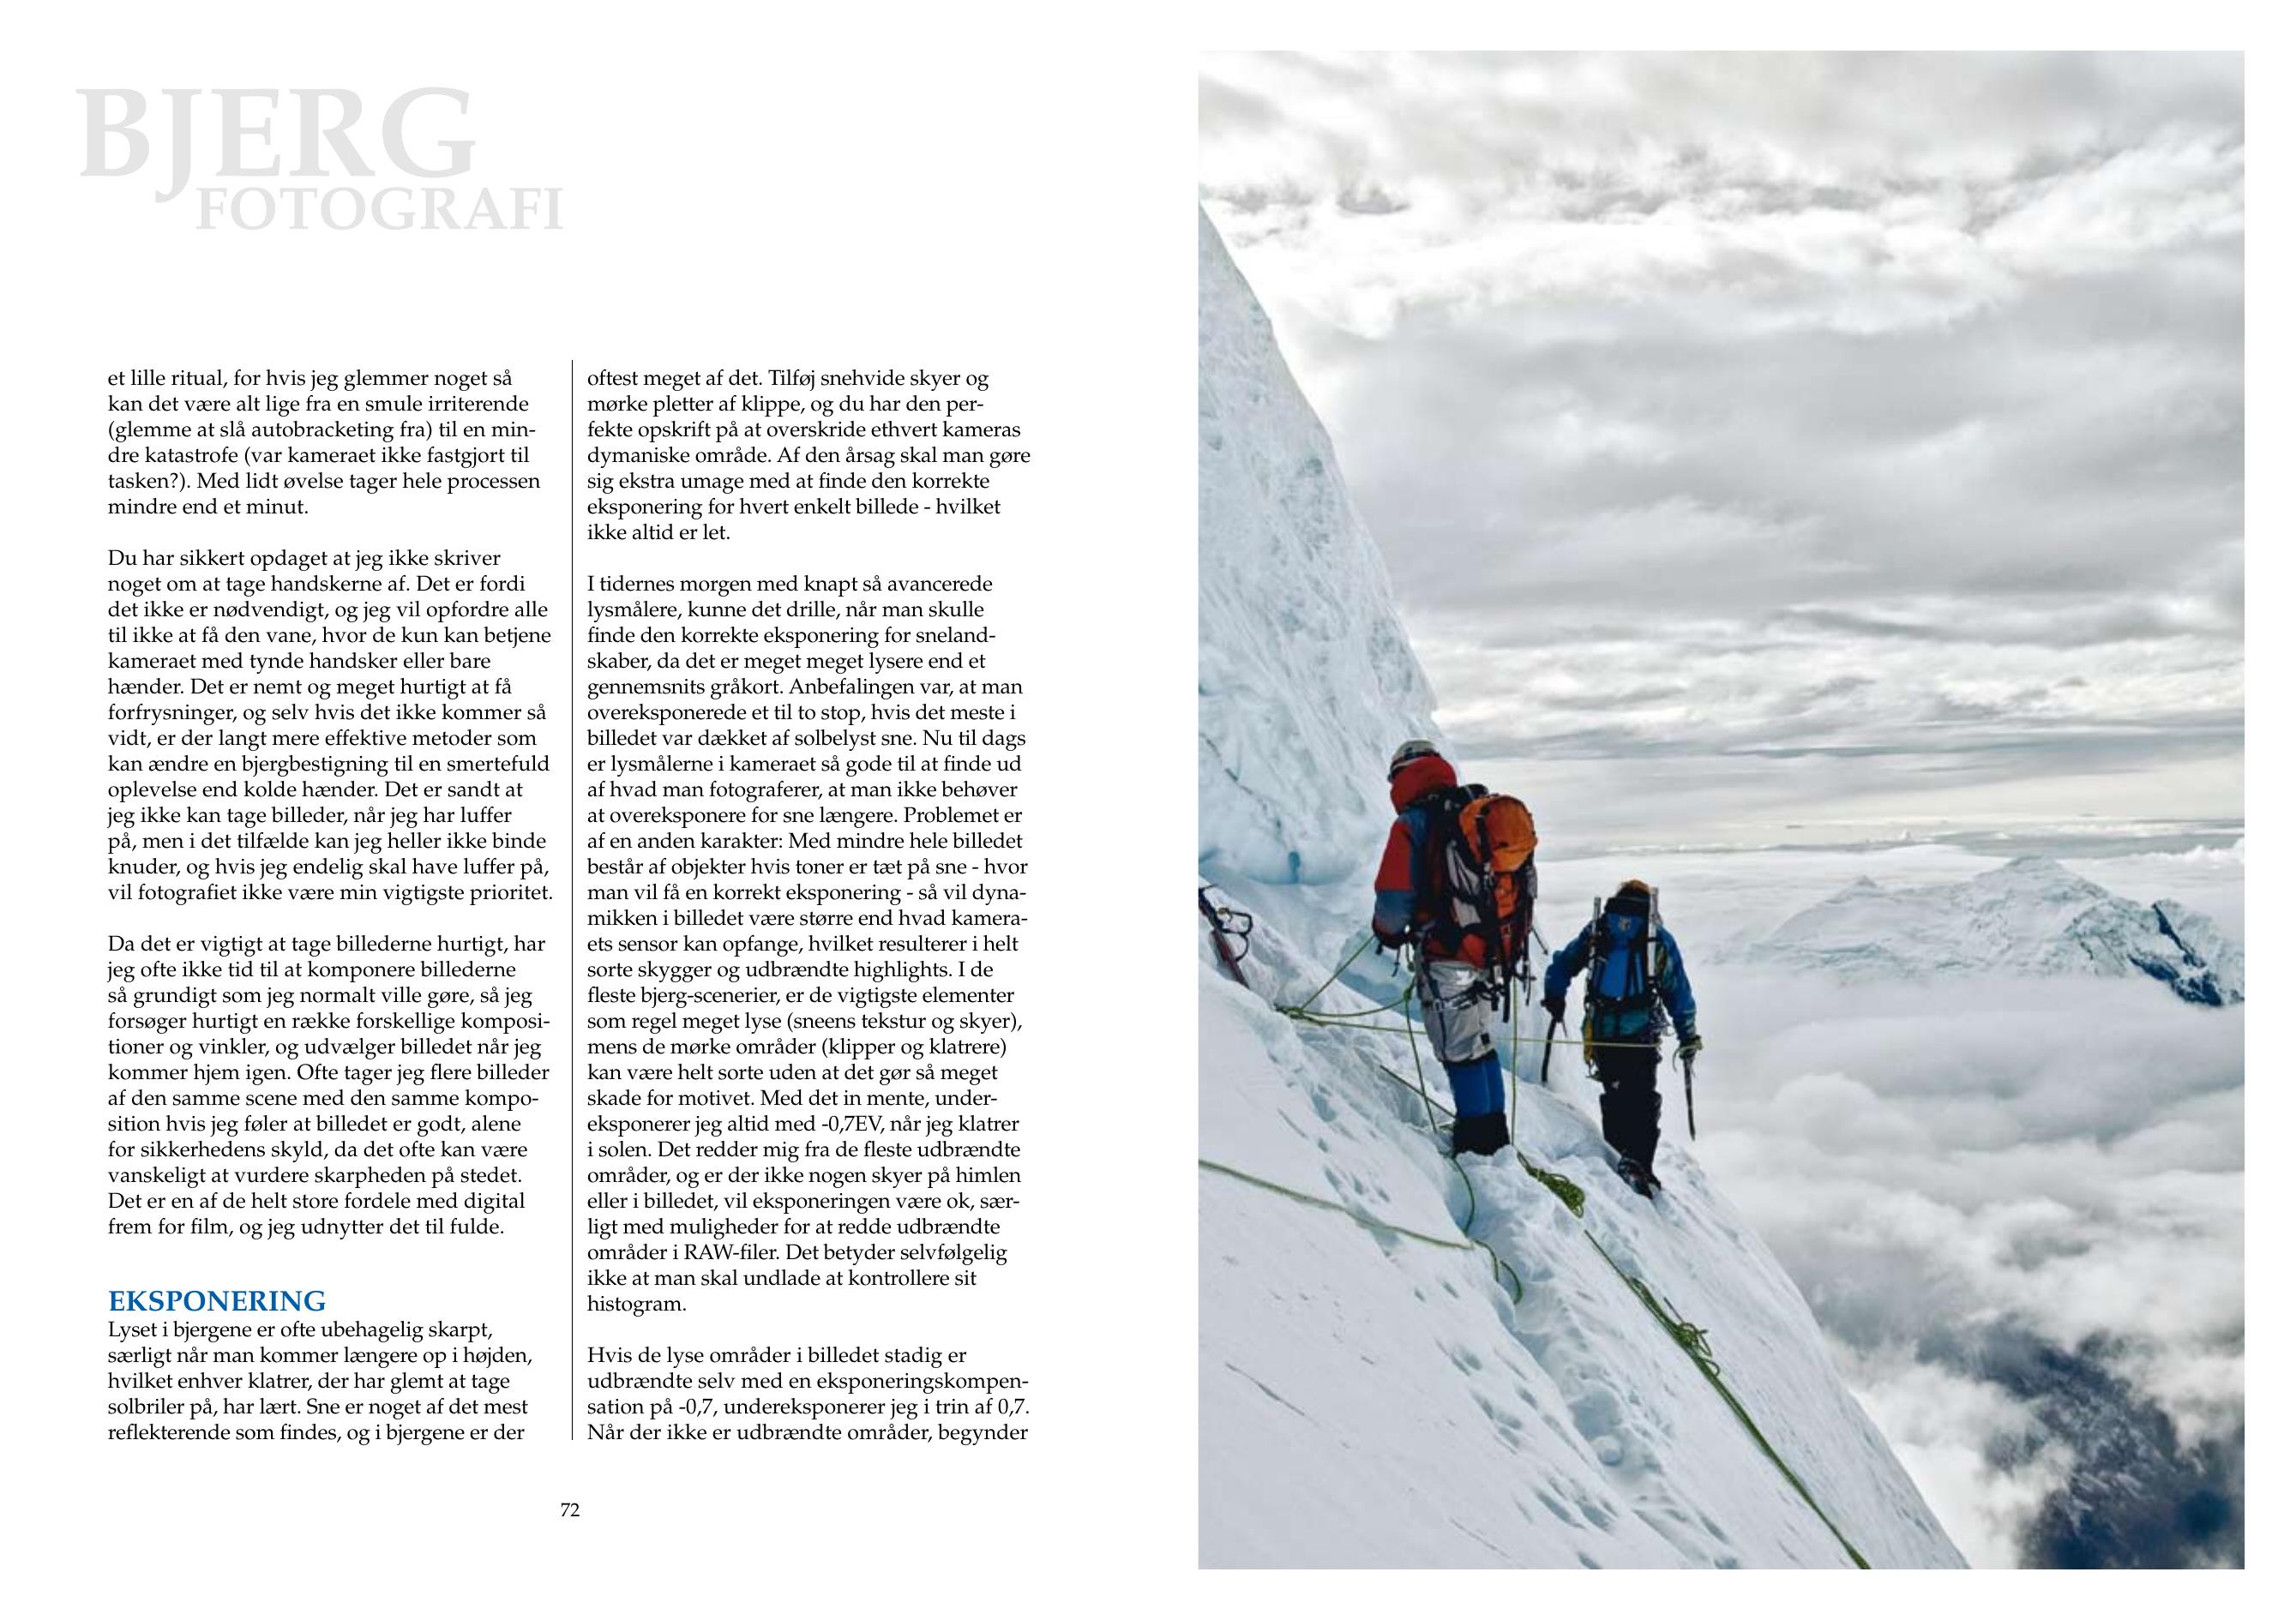 BJERG
FOTOGRAFI
et lille ritual, for hvis jeg glemmer noget så
kan det være alt lige fra en smule irriterende
(glemme at slå autobracketing fra) til en min-
dre katastrofe (var kameraet ikke fastgjort til
tasken?). Med lidt øvelse tager hele processen
mindre end et minut.
Du har sikkert opdaget at jeg ikke skriver
noget om at tage handskerne af. Det er fordi
det ikke er nødvendigt, og jeg vil opfordre alle
til ikke at få den vane, hvor de kun kan betjene
kameraet med tynde handsker eller bare
hænder. Det er nemt og meget hurtigt at få
forfrysninger, og selv hvis det ikke kommer så
vidt, er der langt mere effektive metoder som
kan ændre en bjergbestigning til en smertefuld
oplevelse end kolde hænder. Det er sandt at
jeg ikke kan tage billeder, når jeg har luffer
på, men i det tilfælde kan jeg heller ikke binde
knuder, og hvis jeg endelig skal have luffer på,
vil fotografiet ikke være min vigtigste prioritet.
Da det er vigtigt at tage billederne hurtigt, har
jeg ofte ikke tid til at komponere billederne
så grundigt som jeg normalt ville gøre, så jeg
forsøger hurtigt en række forskellige komposi-
tioner og vinkler, og udvælger billedet når jeg
kommer hjem igen. Ofte tager jeg flere billeder
af den samme scene med den samme kompo-
sition hvis jeg føler at billedet er godt, alene
for sikkerhedens skyld, da det ofte kan være
vanskeligt at vurdere skarpheden på stedet.
Det er en af de helt store fordele med digital
frem for film, og jeg udnytter det til fulde.
EKSPONERING
Lyset i bjergene er ofte ubehagelig skarpt,
særligt når man kommer længere op i højden,
hvilket enhver klatrer, der har glemt at tage
solbriler på, har lært. Sne er noget af det mest
reflekterende som findes, og i bjergene er der
oftest meget af det. Tilføj snehvide skyer og
mørke pletter af klippe, og du har den per-
fekte opskrift på at overskride ethvert kameras
dymaniske område. Af den årsag skal man gøre
sig ekstra umage med at finde den korrekte
eksponering for hvert enkelt billede - hvilket
ikke altid er let.
I tidernes morgen med knapt så avancerede
lysmålere, kunne det drille, når man skulle
finde den korrekte eksponering for sneland-
skaber, da det er meget meget lysere end et
gennemsnits gråkort. Anbefalingen var, at man
overeksponerede et til to stop, hvis det meste i
billedet var dækket af solbelyst sne. Nu til dags
er lysmålerne i kameraet så gode til at finde ud
af hvad man fotograferer, at man ikke behøver
at overeksponere for sne længere. Problemet er
af en anden karakter: Med mindre hele billedet
består af objekter hvis toner er tæt på sne - hvor
man vil få en korrekt eksponering - så vil dyna-
mikken i billedet være større end hvad kamera-
ets sensor kan opfange, hvilket resulterer i helt
sorte skygger og udbrændte highlights. I de
fleste bjerg-scenerier, er de vigtigste elementer
som regel meget lyse (sneens tekstur og skyer),
mens de mørke områder (klipper og klatrere)
kan være helt sorte uden at det gør så meget
skade for motivet. Med det in mente, under-
eksponerer jeg altid med -0,7EV, når jeg klatrer
i solen. Det redder mig fra de fleste udbrændte
områder, og er der ikke nogen skyer på himlen
eller i billedet, vil eksponeringen være ok, sær-
ligt med muligheder for at redde udbrændte
områder i RAW-filer. Det betyder selvfølgelig
ikke at man skal undlade at kontrollere sit
histogram.
Hvis de lyse områder i billedet stadig er
udbrændte selv med en eksponeringskompen-
sation på -0,7, undereksponerer jeg i trin af 0,7.
Når der ikke er udbrændte områder, begynder
72